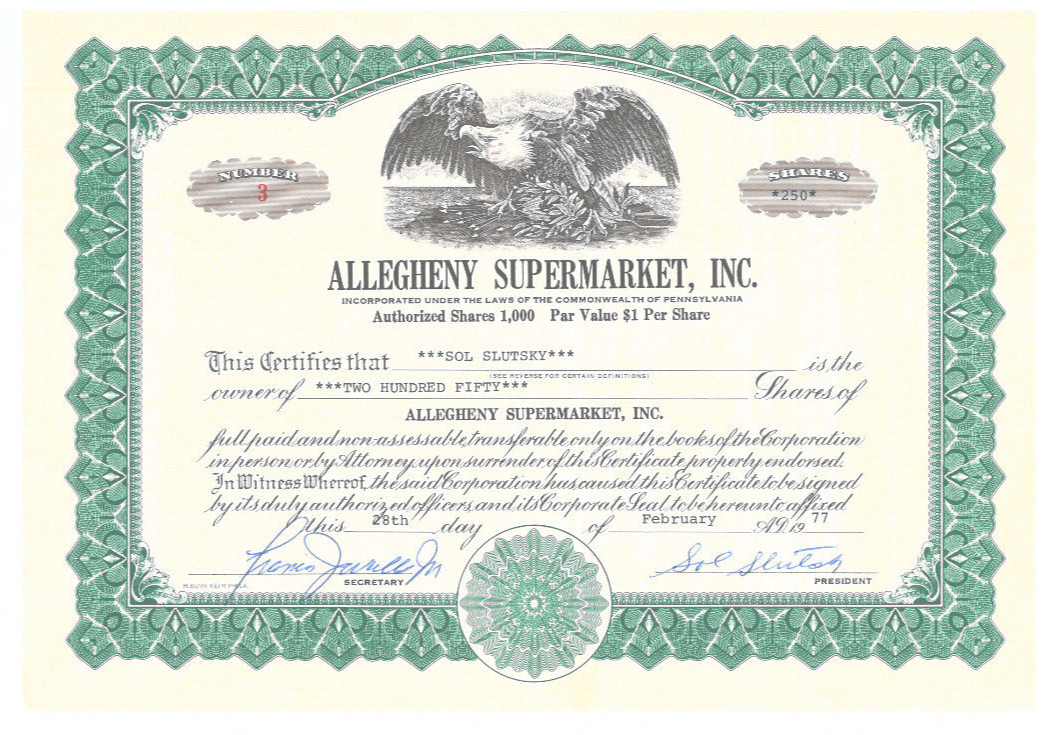 NUMBER
3
SHARES
*250*
ALLEGHENY SUPERMARKET, INC.
INCORPORATED UNDER THE LAWS OF THE COMMONWEALTH OF PENNSYLVANIA
Authorized Shares 1,000 Par Value $1 Per Share
This Certifies that ***SOL SLUTSKY*** is the
(SEE REVERSE FOR CERTAIN DEFINITIONS)
owner of ***TWO HUNDRED FIFTY*** Shares of
ALLEGHENY SUPERMARKET, INC.
full paid and non-assessable, transferable only on the books of the Corporation
in person or by Attorney upon surrender of this Certificate properly endorsed.
In Witness Whereof, the said Corporation has caused this Certificate to be signed
by its duly authorized officers, and its Corporate Seal to be hereunto affixed
this 28th day of February A.D. 19 77
Sol Slutsky
SECRETARY
PRESIDENT